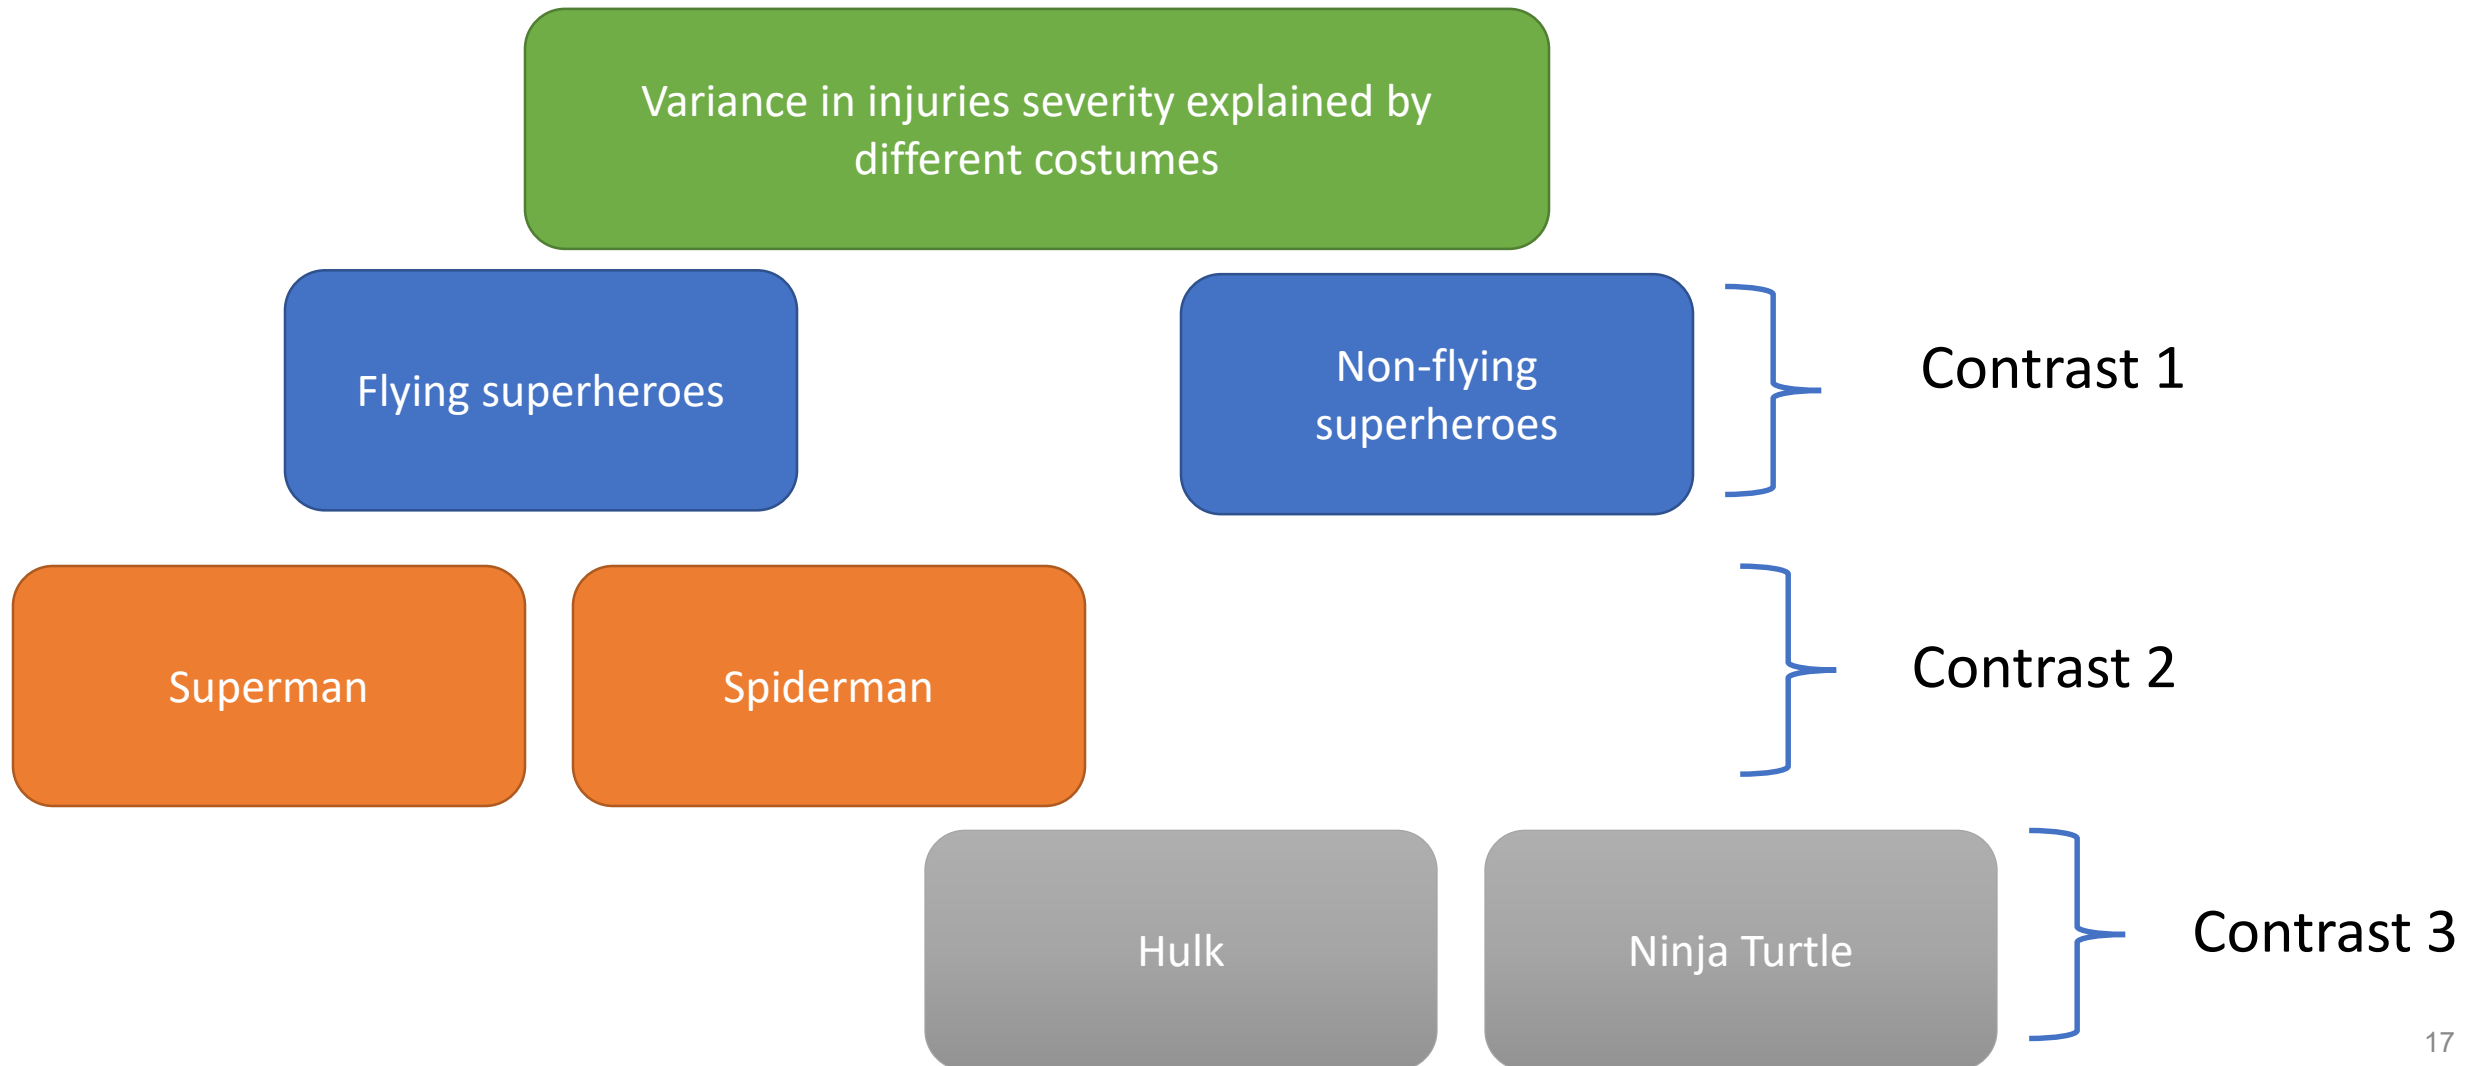 Variance in injuries severity explained by
different costumes
Flying superheroes
Non-flying
superheroes
Contrast 1
Superman
Spiderman
Contrast 2
Hulk
Ninja Turtle
Contrast 3
17